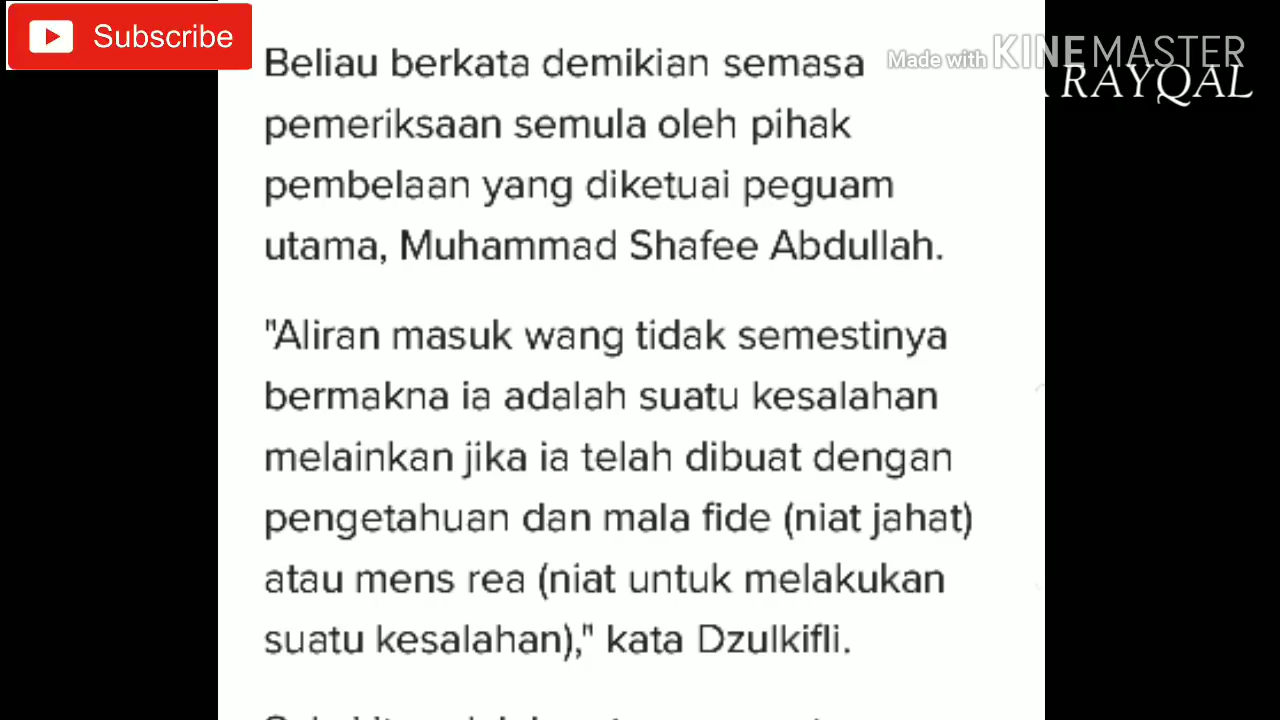 Subscribe
Made with KINEMASTER
RAYQAL
Beliau berkata demikian semasa
pemeriksaan semula oleh pihak
pembelaan yang diketuai peguam
utama, Muhammad Shafee Abdullah.
"Aliran masuk wang tidak semestinya
bermakna ia adalah suatu kesalahan
melainkan jika ia telah dibuat dengan
pengetahuan dan mala fide (niat jahat)
atau mens rea (niat untuk melakukan
suatu kesalahan)," kata Dzulkifli.